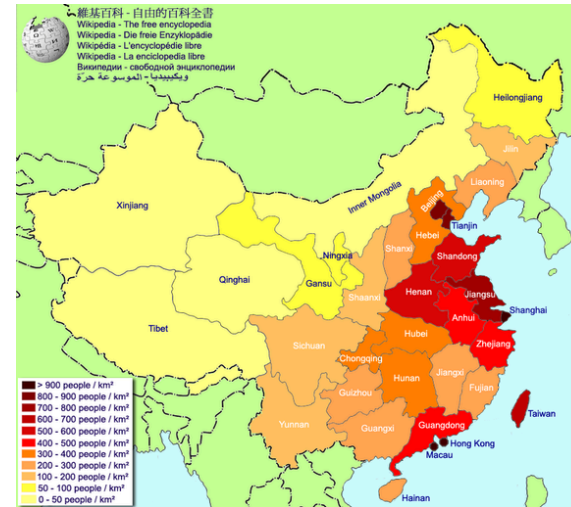 維基百科 - 自由的百科全書
Wikipedia - The free encyclopedia
Wikipedia - Die freie Enzyklopädie
Wikipédia - L'encyclopédie libre
Wikipedia - La enciclopedia libre
Википедии - свободной энциклопедии
ويكيبيديا - الموسوعة حرّة
Heilongjiang
Jilin
Liaoning
Inner Mongolia
Xinjiang
Beijing
Tianjin
Hebei
Ningxia
Shanxi
Shandong
Qinghai
Gansu
Shaanxi
Henan
Jiangsu
Shanghai
Anhui
Tibet
Hubei
Zhejiang
Sichuan
Chongqing
Hunan
Jiangxi
Guizhou
Fujian
Yunnan
Guangxi
Guangdong
Taiwan
Hong Kong
Macau
Hainan
> 900 people / km²
800 - 900 people / km²
700 - 800 people / km²
600 - 700 people / km²
500 - 600 people / km²
400 - 500 people / km²
300 - 400 people / km²
200 - 300 people / km²
100 - 200 people / km²
50 - 100 people / km²
0 - 50 people / km²